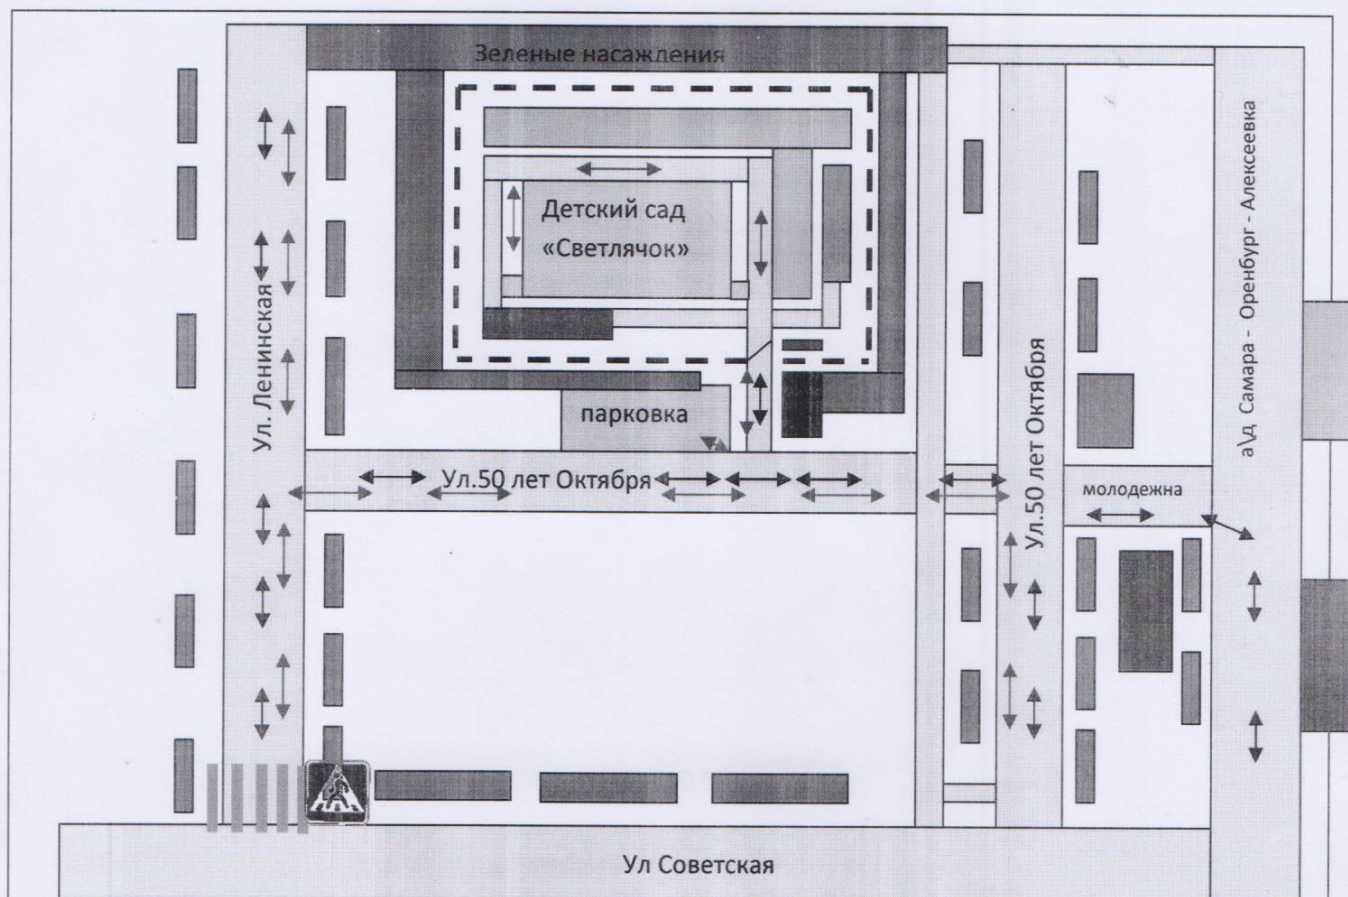 Зеленые насаждения
Детский сад
«Светлячок»
парковка
Ул. Ленинская
Ул.50 лет Октября
Ул.50 лет Октября
молодежна
а\д Самара - Оренбург - Алексеевка
Ул Советская